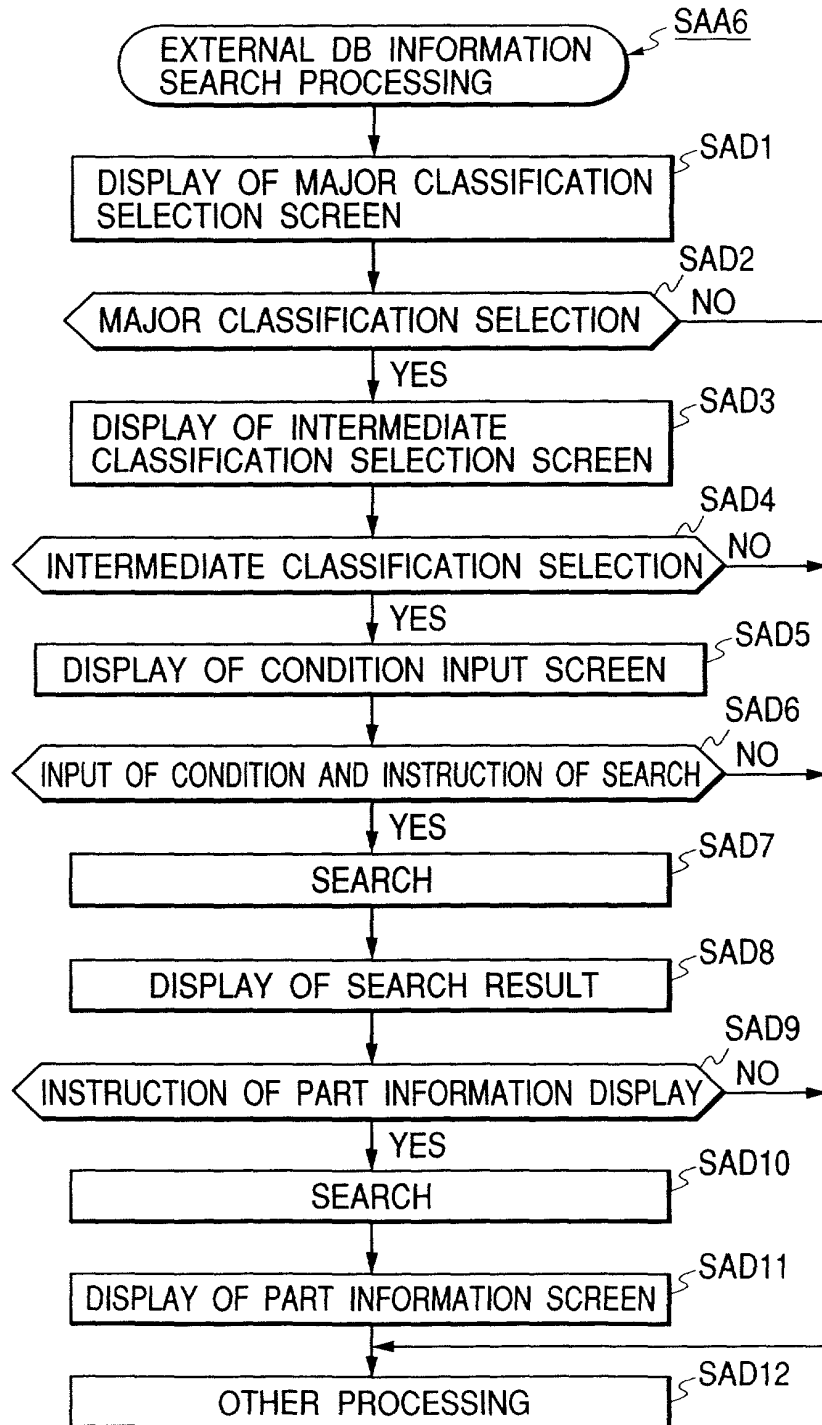 SAA6
EXTERNAL DB INFORMATION
SEARCH PROCESSING
SAD1
DISPLAY OF MAJOR CLASSIFICATION
SELECTION SCREEN
SAD2
MAJOR CLASSIFICATION SELECTION
NO
YES
SAD3
DISPLAY OF INTERMEDIATE
CLASSIFICATION SELECTION SCREEN
SAD4
INTERMEDIATE CLASSIFICATION SELECTION
NO
YES
SAD5
DISPLAY OF CONDITION INPUT SCREEN
SAD6
INPUT OF CONDITION AND INSTRUCTION OF SEARCH
NO
YES
SAD7
SEARCH
SAD8
DISPLAY OF SEARCH RESULT
SAD9
INSTRUCTION OF PART INFORMATION DISPLAY
NO
YES
SAD10
SEARCH
SAD11
DISPLAY OF PART INFORMATION SCREEN
SAD12
OTHER PROCESSING